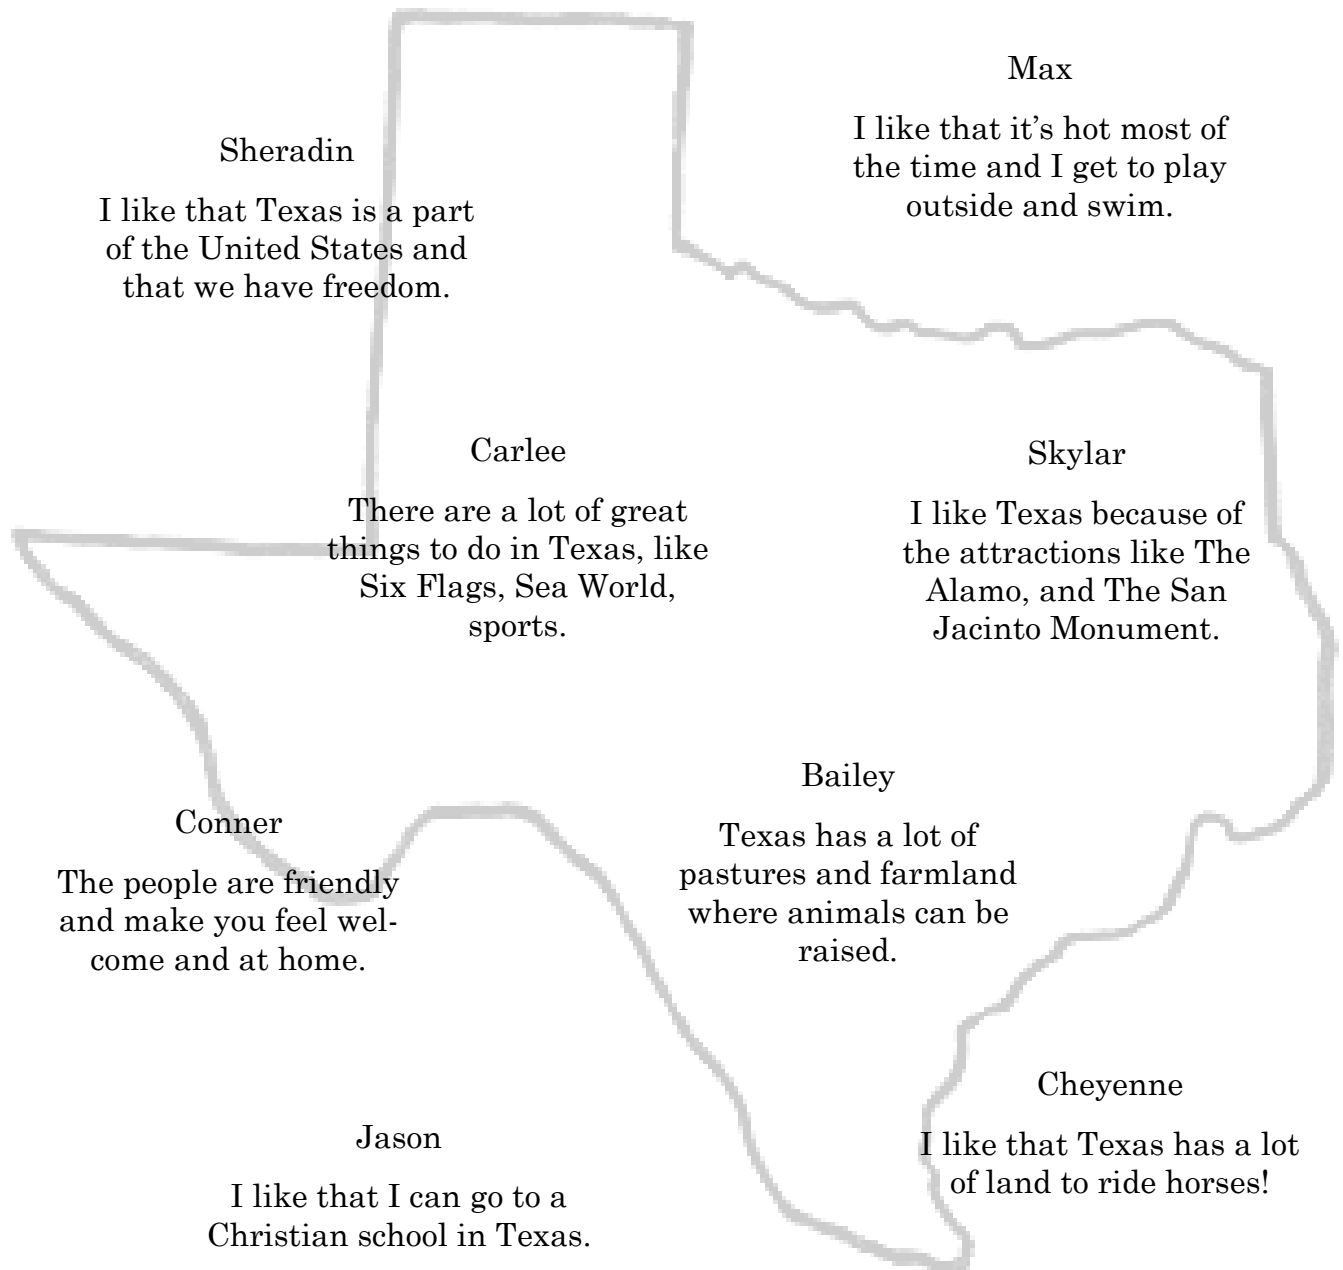 Max
I like that it's hot most of
the time and I get to play
outside and swim.
Sheradin
I like that Texas is a part
of the United States and
that we have freedom.
Carlee
There are a lot of great
things to do in Texas, like
Six Flags, Sea World,
sports.
Skylar
I like Texas because of
the attractions like The
Alamo, and The San
Jacinto Monument.
Bailey
Texas has a lot of
pastures and farmland
where animals can be
raised.
Conner
The people are friendly
and make you feel wel-
come and at home.
Cheyenne
I like that Texas has a lot
of land to ride horses!
Jason
I like that I can go to a
Christian school in Texas.